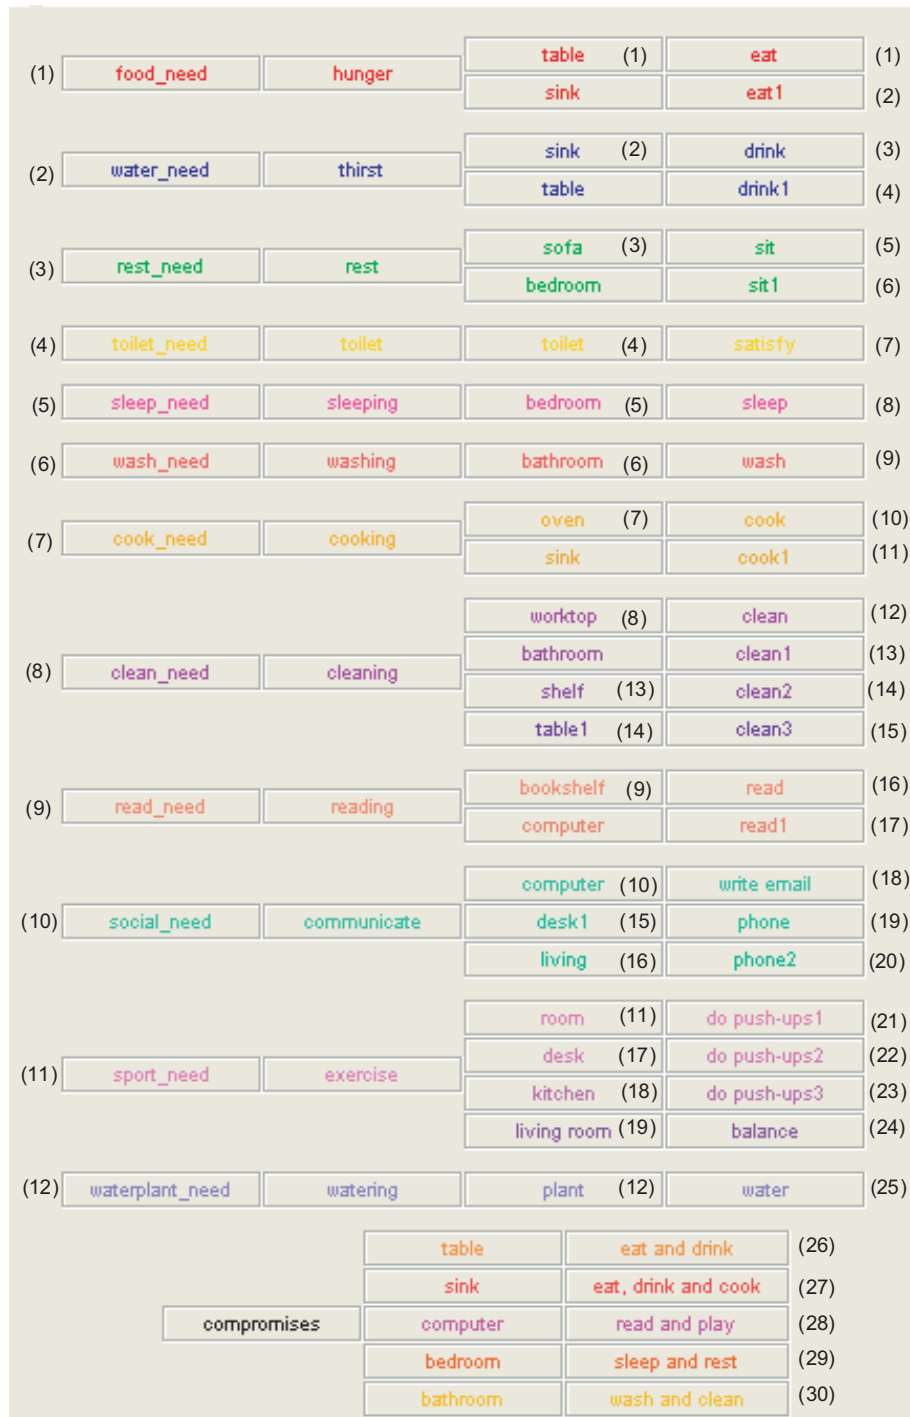 table (1) eat (1)
(1) food_need hunger
sink eat1 (2)
sink (2) drink (3)
(2) water_need thirst
table drink1 (4)
sofa (3) sit (5)
(3) rest_need rest
bedroom sit1 (6)
(4) toilet_need toilet toilet (4) satisfy (7)
(5) sleep_need sleeping bedroom (5) sleep (8)
(6) wash_need washing bathroom (6) wash (9)
oven (7) cook (10)
(7) cook_need cooking
sink cook1 (11)
worktop (8) clean (12)
bathroom clean1 (13)
(8) clean_need cleaning
shelf (13) clean2 (14)
table1 (14) clean3 (15)
bookshelf (9) read (16)
(9) read_need reading
computer read1 (17)
computer (10) write email (18)
(10) social_need communicate desk1 (15) phone (19)
living (16) phone2 (20)
room (11) do push-ups1 (21)
desk (17) do push-ups2 (22)
(11) sport_need exercise
kitchen (18) do push-ups3 (23)
living room (19) balance (24)
(12) waterplant_need watering plant (12) water (25)
table eat and drink (26)
sink eat, drink and cook (27)
compromises computer read and play (28)
bedroom sleep and rest (29)
bathroom wash and clean (30)